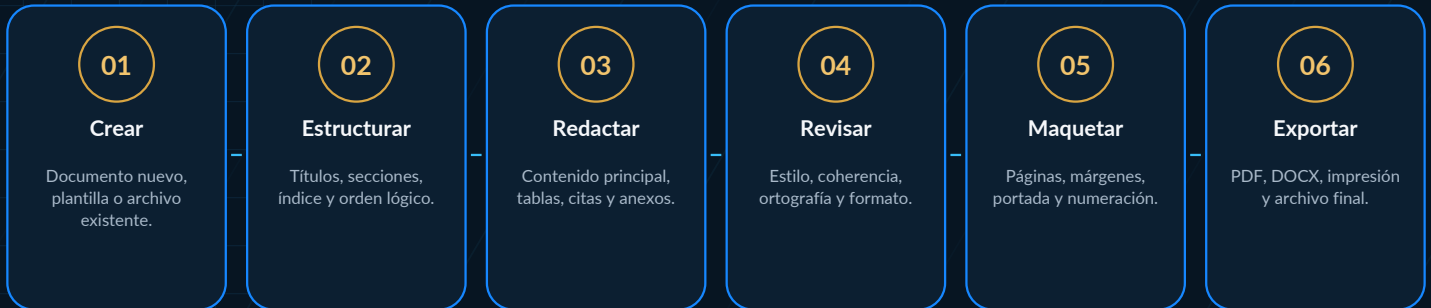 01
Crear
Documento nuevo,
plantilla o archivo
existente.
02
Estructurar
Títulos, secciones,
índice y orden lógico.
03
Redactar
Contenido principal,
tablas, citas y anexos.
04
Revisar
Estilo, coherencia,
ortografía y formato.
05
Maquetar
Páginas, márgenes,
portada y numeración.
06
Exportar
PDF, DOCX, impresión
y archivo final.